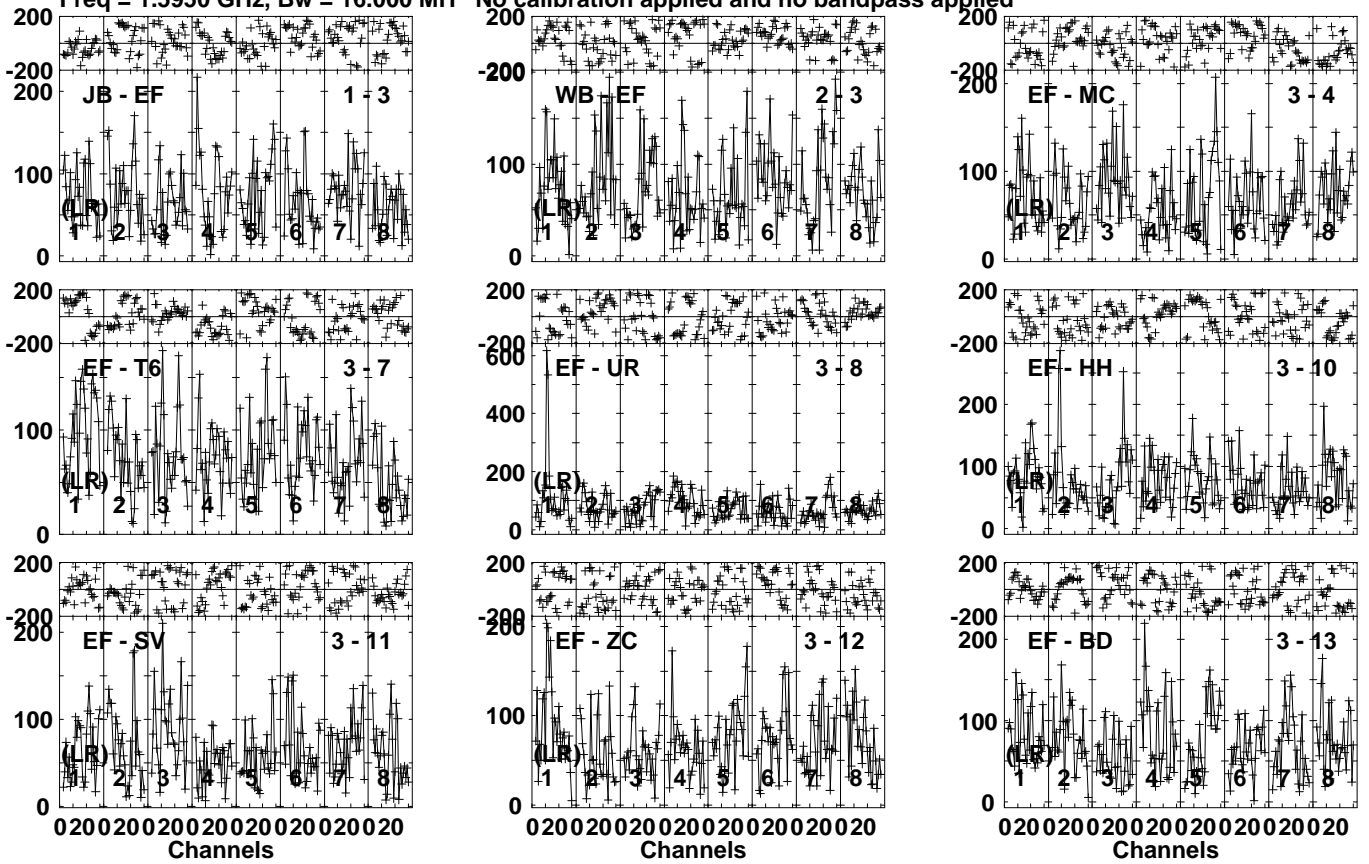 Freq = 1.5950 GHz, Bw = 16.000 MH No calibration applied and no bandpass applied
200 200 200
-200 -200 -200
200 JB - EF 1 - 3 200 WB - EF 2 - 3 200 EF - MC 3 - 4
100 100 100
(LR) (LR) (LR)
1 2 3 4 5 6 7 8 1 2 3 4 5 6 7 8 1 2 3 4 5 6 7 8
0 0 0
200 200 200
-200 -200 -200
EF - T6 3 - 7 600 EF - UR 3 - 8 EF - HH 3 - 10
100 400 200
200 100
(LR) (LR) (LR)
1 2 3 4 5 6 7 8 1 2 3 4 5 6 7 8 1 2 3 4 5 6 7 8
0 0 0
200 200 200
-200 -200 -200
200 EF - SV 3 - 11 200 EF - ZC 3 - 12 200 EF - BD 3 - 13
100 100 100
(LR) (LR) (LR)
1 2 3 4 5 6 7 8 1 2 3 4 5 6 7 8 1 2 3 4 5 6 7 8
0 0 0
0 20 0 20 0 20 0 20 0 20 0 20 0 20 0 20 0 20 0 20 0 20 0 20 0 20 0 20 0 20 0 20 0 20 0 20 0 20 0 20 0 20 0 20 0 20 0 20
Channels Channels Channels